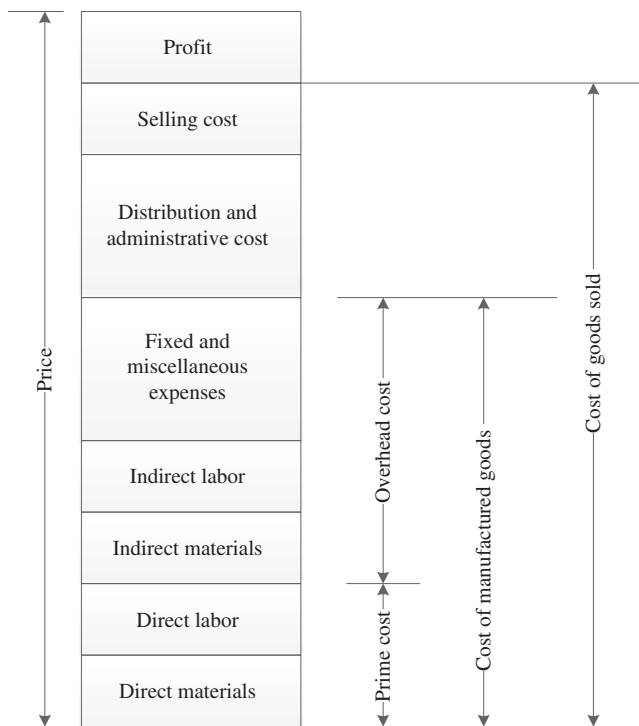 Profit
Selling cost
Distribution and
administrative cost
Fixed and
miscellaneous
expenses
Indirect labor
Indirect materials
Direct labor
Direct materials
Price
Overhead cost
Prime cost
Cost of manufactured goods
Cost of goods sold